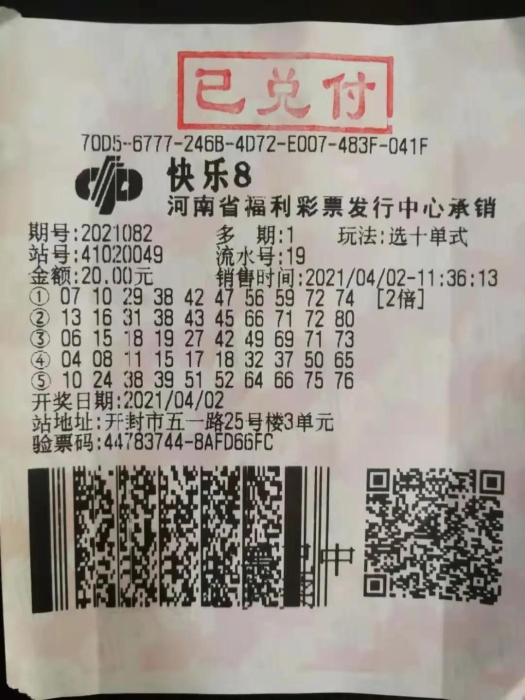 已兑付
70D5-6777-246B-4D72-E007-483F-041F
快乐8
河南省福利彩票发行中心承销
期号:2021082 多 期:1 玩法:选十单式
站号:41020049 流水号:19
金额:20.00元 销售时间:2021/04/02-11:36:13
① 07 10 29 38 42 47 56 59 72 74 [2倍]
② 13 16 31 38 43 45 66 71 72 80
③ 06 15 18 19 27 42 49 69 71 73
④ 04 08 11 15 17 18 32 37 50 65
⑤ 10 24 38 39 51 52 64 66 75 76
开奖日期:2021/04/02
站地址:开封市五一路25号楼3单元
验票码:44783744-8AFD66FC
中